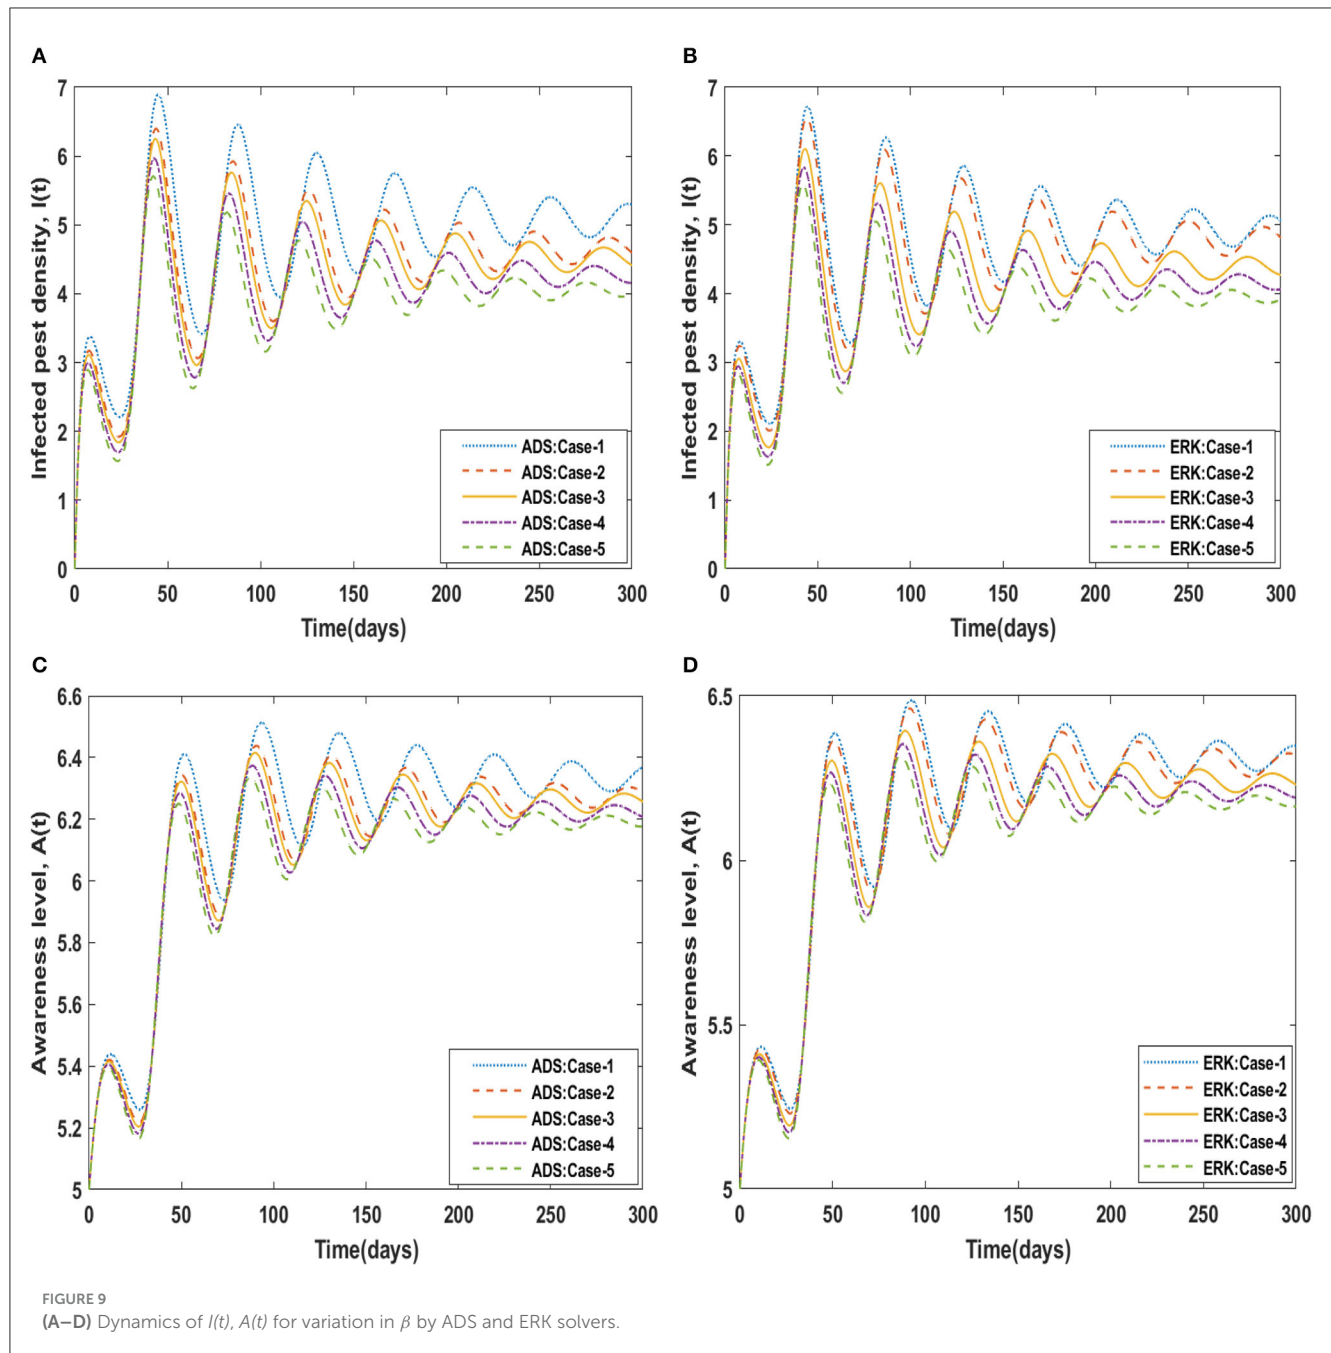 A
7
6
5
4
3
2
1
0
Infected pest density, I(t)
0 50 100 150 200 250 300
Time(days)
ADS:Case-1
ADS:Case-2
ADS:Case-3
ADS:Case-4
ADS:Case-5
B
7
6
5
4
3
2
1
0
Infected pest density, I(t)
0 50 100 150 200 250 300
Time(days)
ERK:Case-1
ERK:Case-2
ERK:Case-3
ERK:Case-4
ERK:Case-5
C
6.6
6.4
6.2
6
5.8
5.6
5.4
5.2
5
Awareness level, A(t)
0 50 100 150 200 250 300
Time(days)
ADS:Case-1
ADS:Case-2
ADS:Case-3
ADS:Case-4
ADS:Case-5
D
6.5
6
5.5
5
Awareness level, A(t)
0 50 100 150 200 250 300
Time(days)
ERK:Case-1
ERK:Case-2
ERK:Case-3
ERK:Case-4
ERK:Case-5
FIGURE 9
(A–D) Dynamics of I(t), A(t) for variation in β by ADS and ERK solvers.